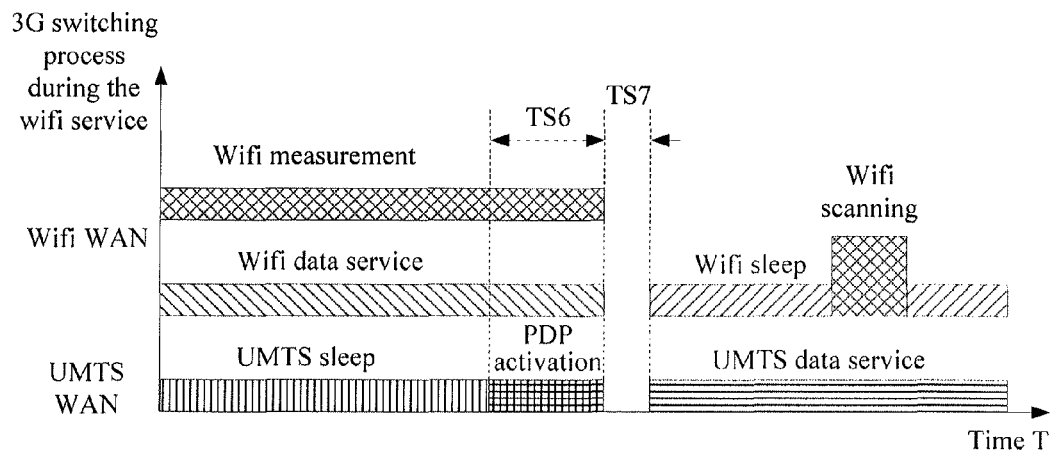 3G switching
process
during the
wifi service
TS6
TS7
Wifi measurement
Wifi
scanning
Wifi WAN
Wifi data service
Wifi sleep
UMTS
WAN
UMTS sleep
PDP
activation
UMTS data service
Time T